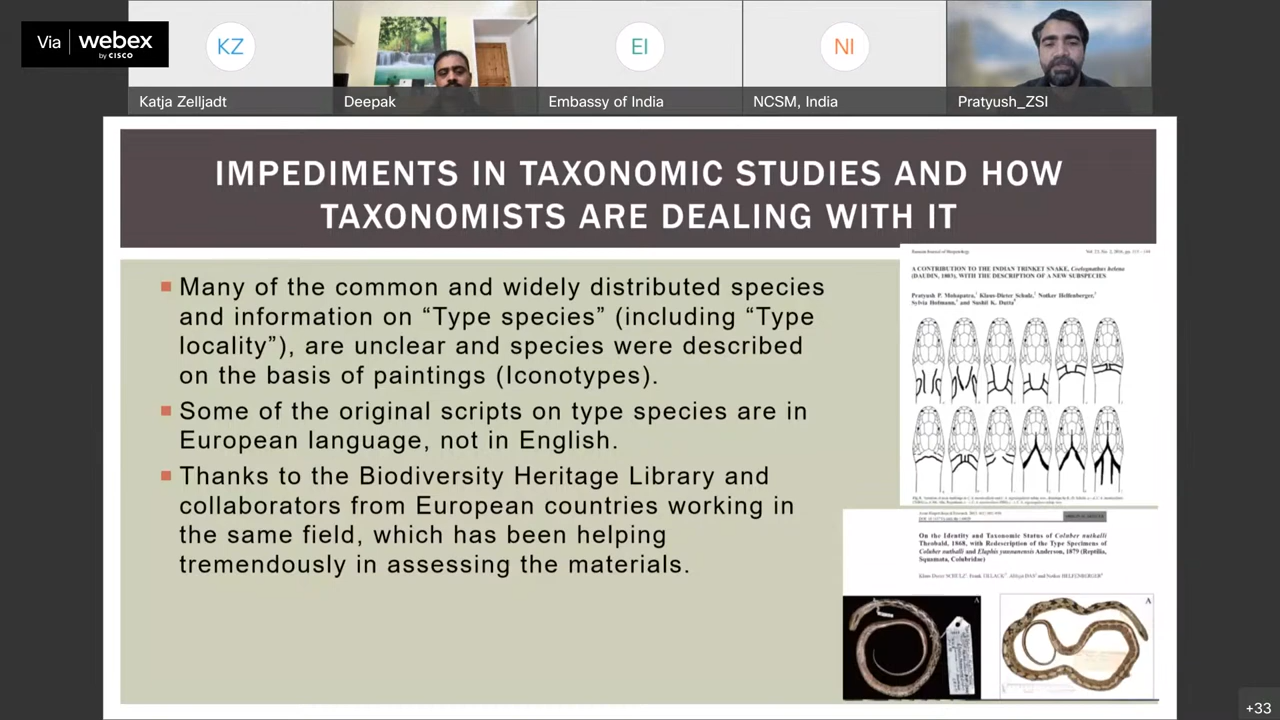 Via webex
by CISCO
KZ
EI
NI
Katja Zelljadt
Deepak
Embassy of India
NCSM, India
Pratyush_ZSI
IMPEDIMENTS IN TAXONOMIC STUDIES AND HOW
TAXONOMISTS ARE DEALING WITH IT
Many of the common and widely distributed species
and information on “Type species” (including “Type
locality”), are unclear and species were described
on the basis of paintings (Iconotypes).
Some of the original scripts on type species are in
European language, not in English.
Thanks to the Biodiversity Heritage Library and
collaborators from European countries working in
the same field, which has been helping
tremendously in assessing the materials.
A CONTRIBUTION TO THE INDIAN TRINKET SNAKE, Coelognathus helena
(DAUDIN, 1803), WITH THE DESCRIPTION OF A NEW SUBSPECIES
Pratyush P. Mohapatra, Klaus-Dieter Schulz, Notker Helfenberger,
Sylvia Hofmann, and Sushil K. Dutta
On the Identity and Taxonomic Status of Coluber nuthalli
Theobald, 1868, with Redescription of the Type Specimens of
Coluber nuthalli and Elaphis yunnanensis Anderson, 1879 (Reptilia,
Squamata, Colubridae)
A
A
+33